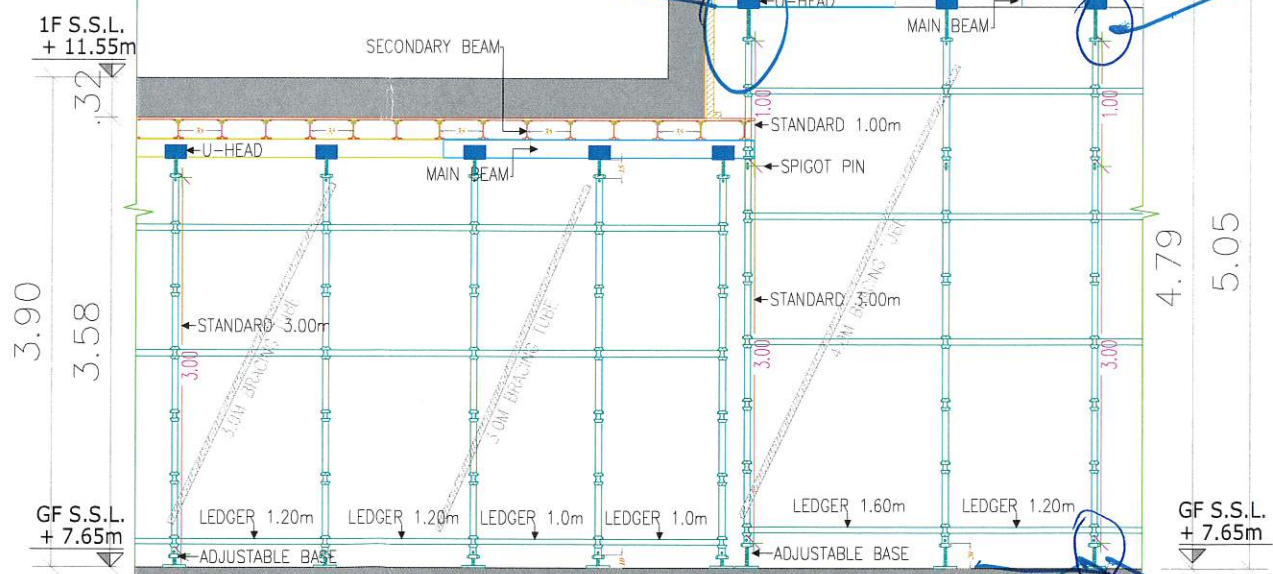 U-HEAD
MAIN BEAM
1F S.S.L.
+ 11.55m
SECONDARY BEAM
.32
1.00
1.00
STANDARD 1.00m
U-HEAD
MAIN BEAM
SPIGOT PIN
3.90
3.58
STANDARD 3.00m
3.00
3.0M BRACING TUBE
3.0M BRACING TUBE
STANDARD 3.00m
3.00
3.00
4.79
5.05
LEDGER 1.20m
LEDGER 1.20m
LEDGER 1.0m
LEDGER 1.0m
LEDGER 1.60m
LEDGER 1.20m
GF S.S.L.
+ 7.65m
ADJUSTABLE BASE
ADJUSTABLE BASE
GF S.S.L.
+ 7.65m